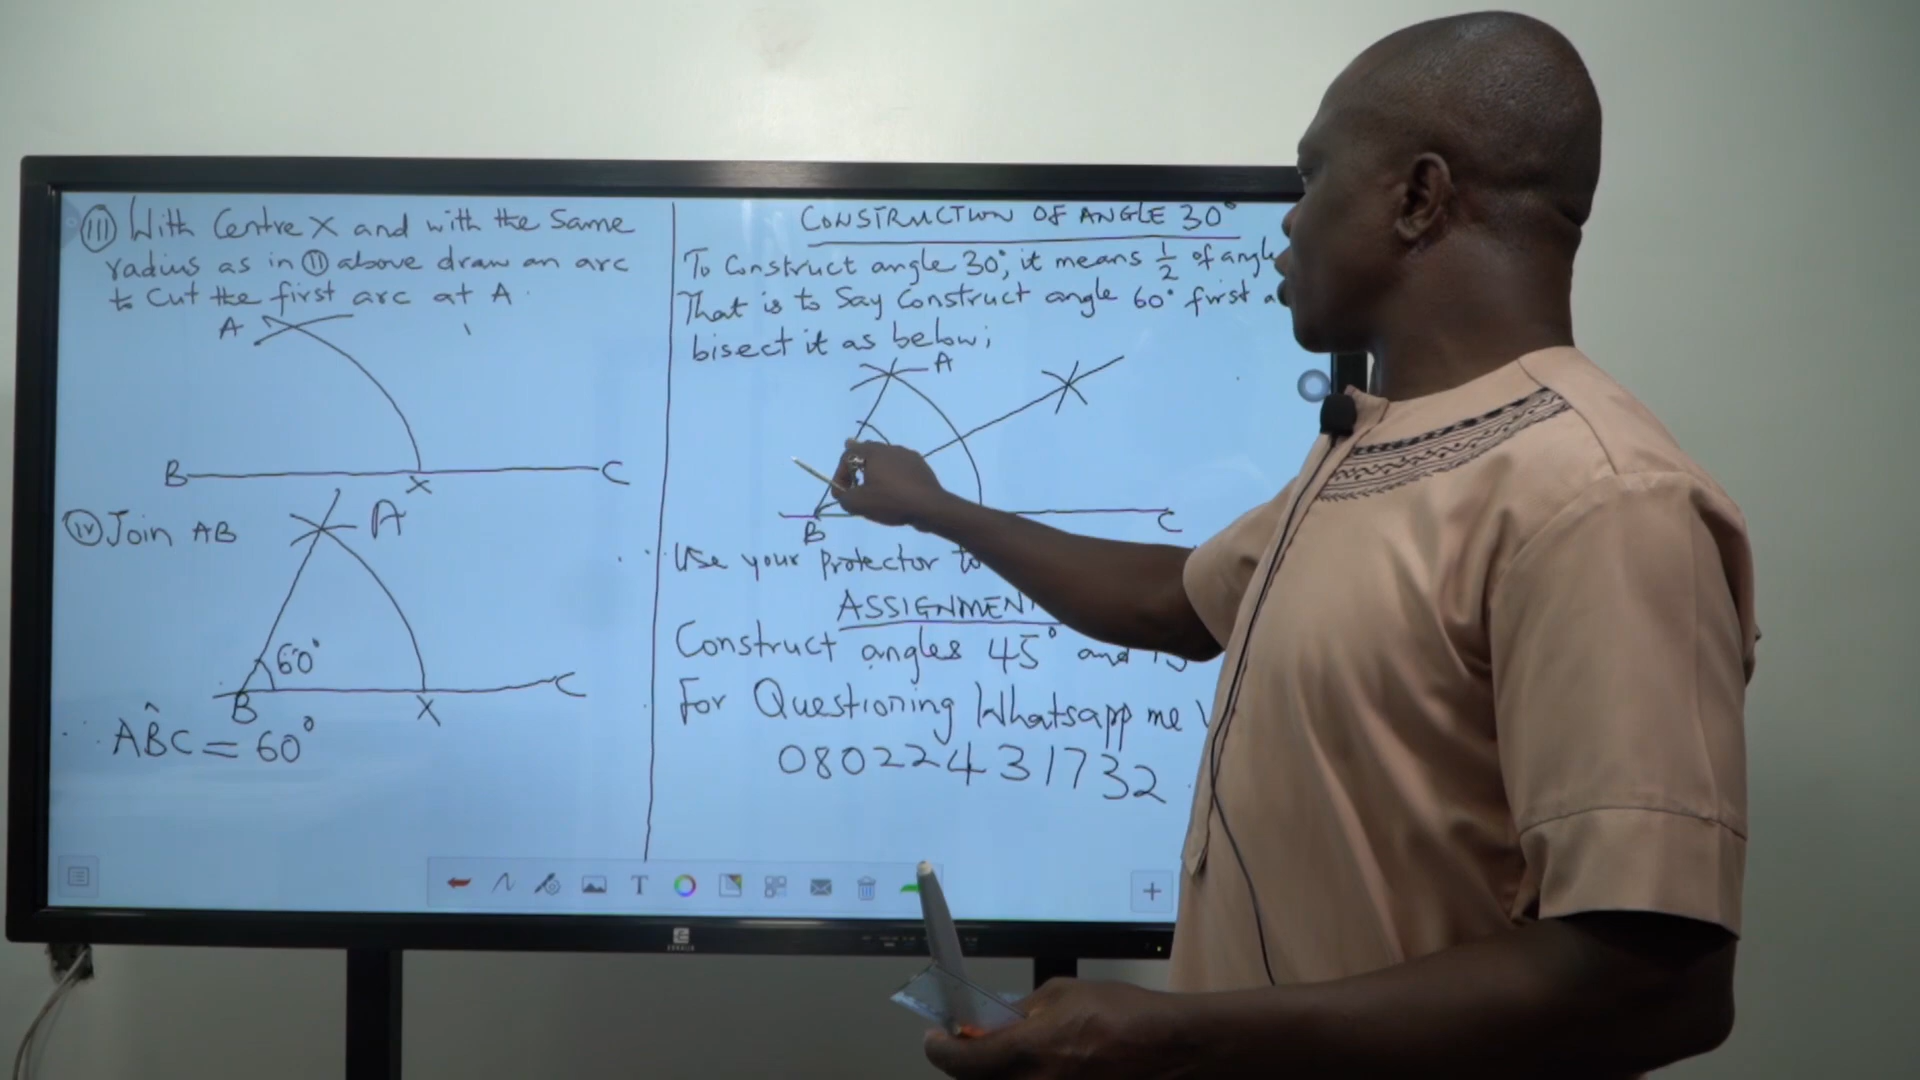 III With Centre X and with the Same
radius as in II above draw an arc
to Cut the first arc at A.
A
B
X
C
IV Join AB
A
60°
B
X
C
∴ AB̂C = 60°
CONSTRUCTION OF ANGLE 30°
To Construct angle 30°, it means 1/2 of angle
That is to Say Construct angle 60° first
bisect it as below;
A
B
C
Use your protector to
ASSIGNMENT
Construct angles 45° and
For Questioning Whatsapp me
08022431732
T